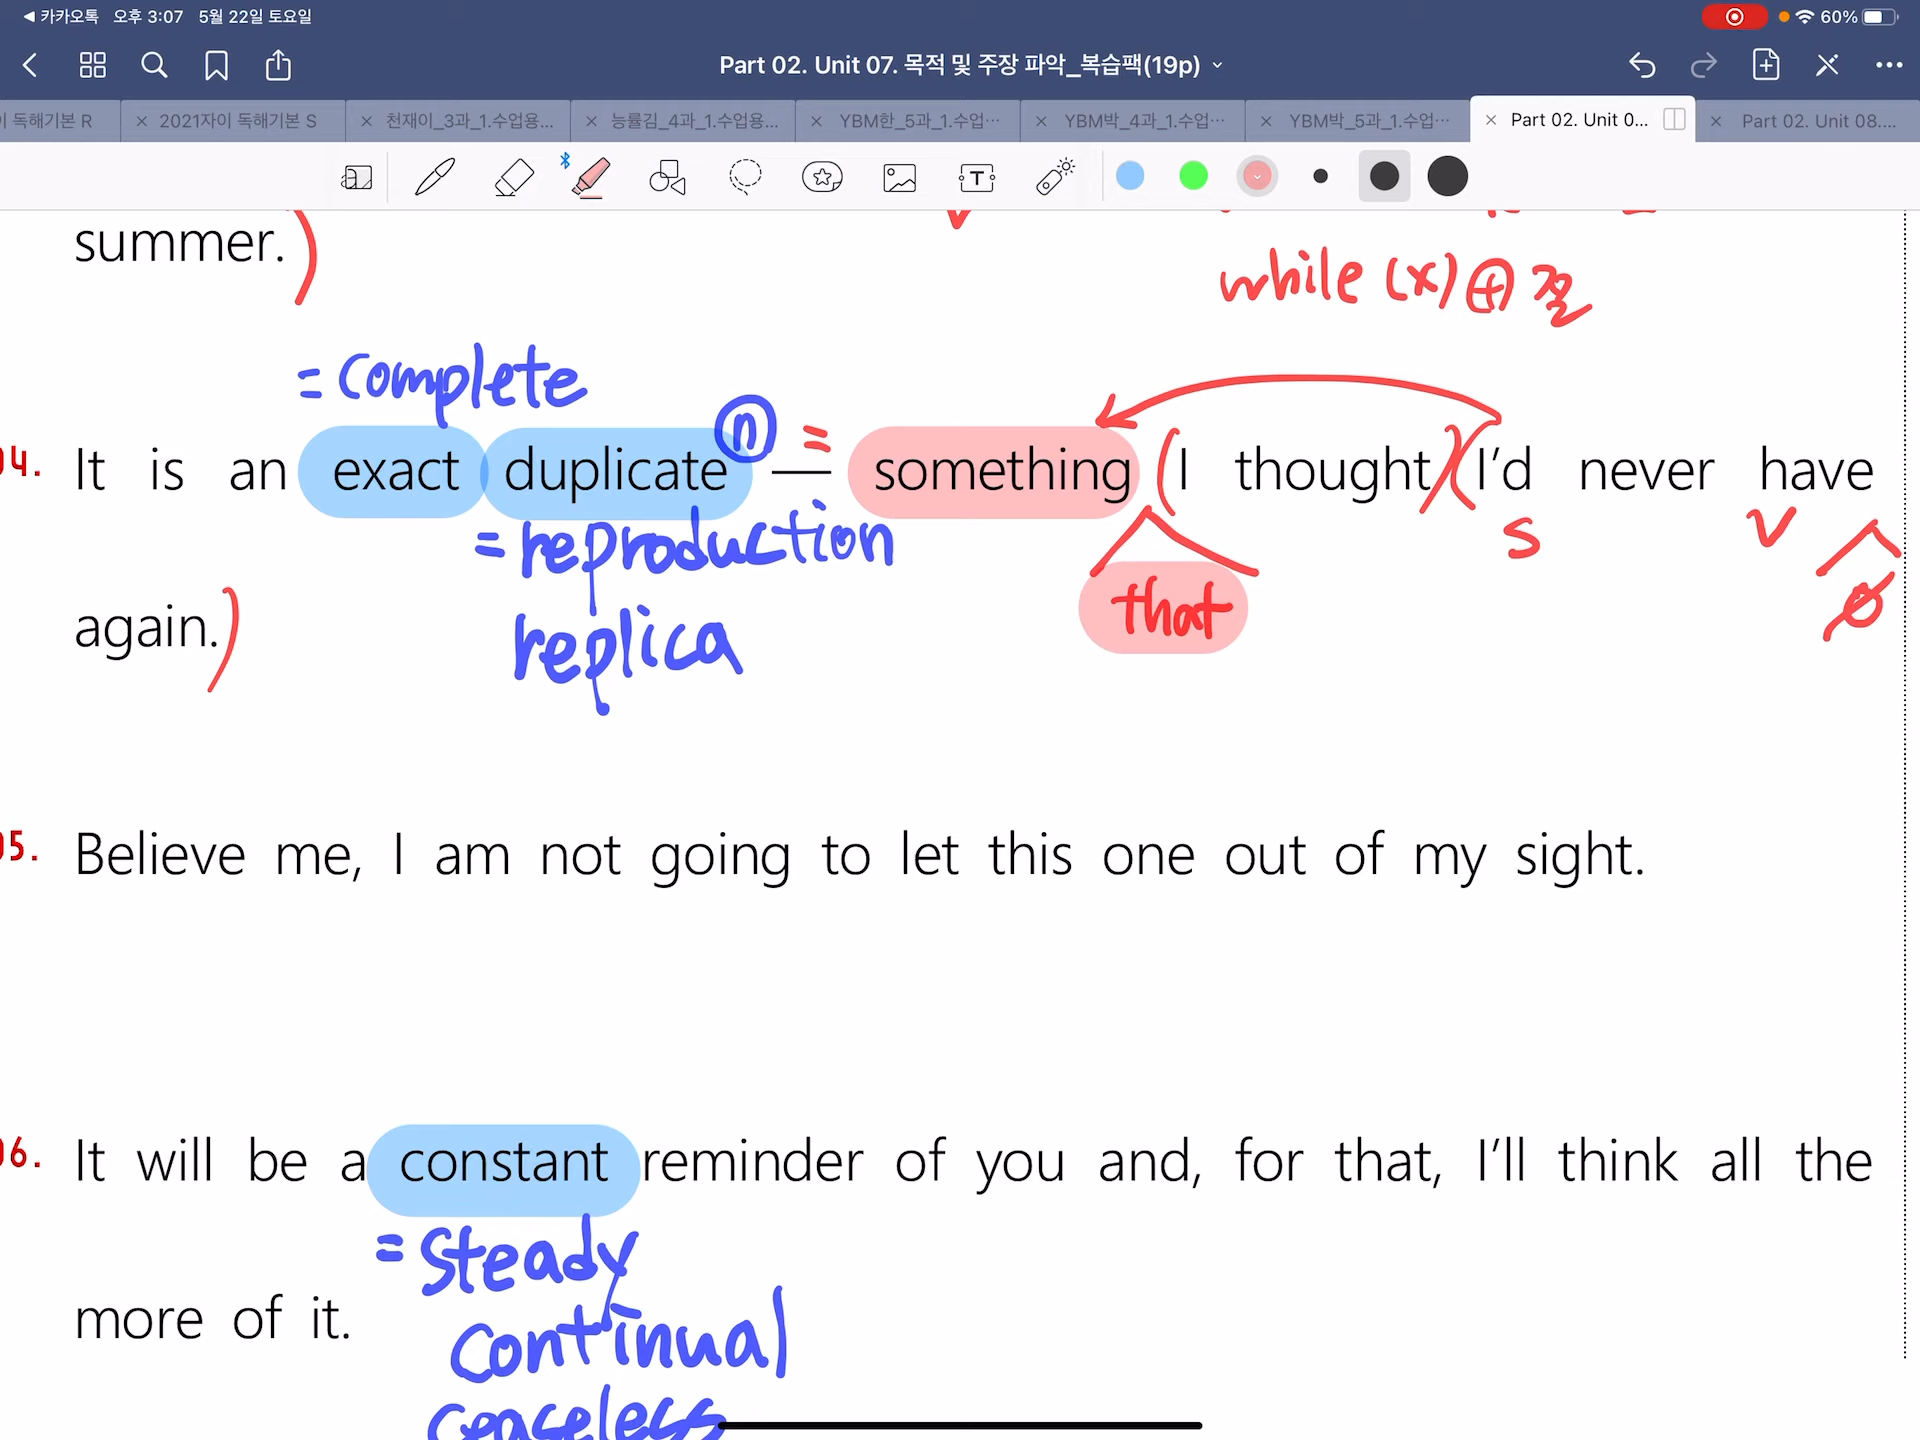 ◀ 카카오톡 오후 3:07 5월 22일 토요일 60%
Part 02. Unit 07. 목적 및 주장 파악_복습팩(19p)
독해기본 R × 2021자이 독해기본 S × 천재이_3과_1.수업용... × 능률김_4과_1.수업용... × YBM한_5과_1.수업... × YBM박_4과_1.수업... × YBM박_5과_1.수업... × Part 02. Unit 0... × Part 02. Unit 08....
summer.)
while (x) ⊕ 절
= complete
ⓝ =
04. It is an exact duplicate — something (I thought)(I'd never have
= reproduction
S V
that
ø
again.)
replica
05. Believe me, I am not going to let this one out of my sight.
06. It will be a constant reminder of you and, for that, I'll think all the
= steady
more of it.
continual
ceaseless